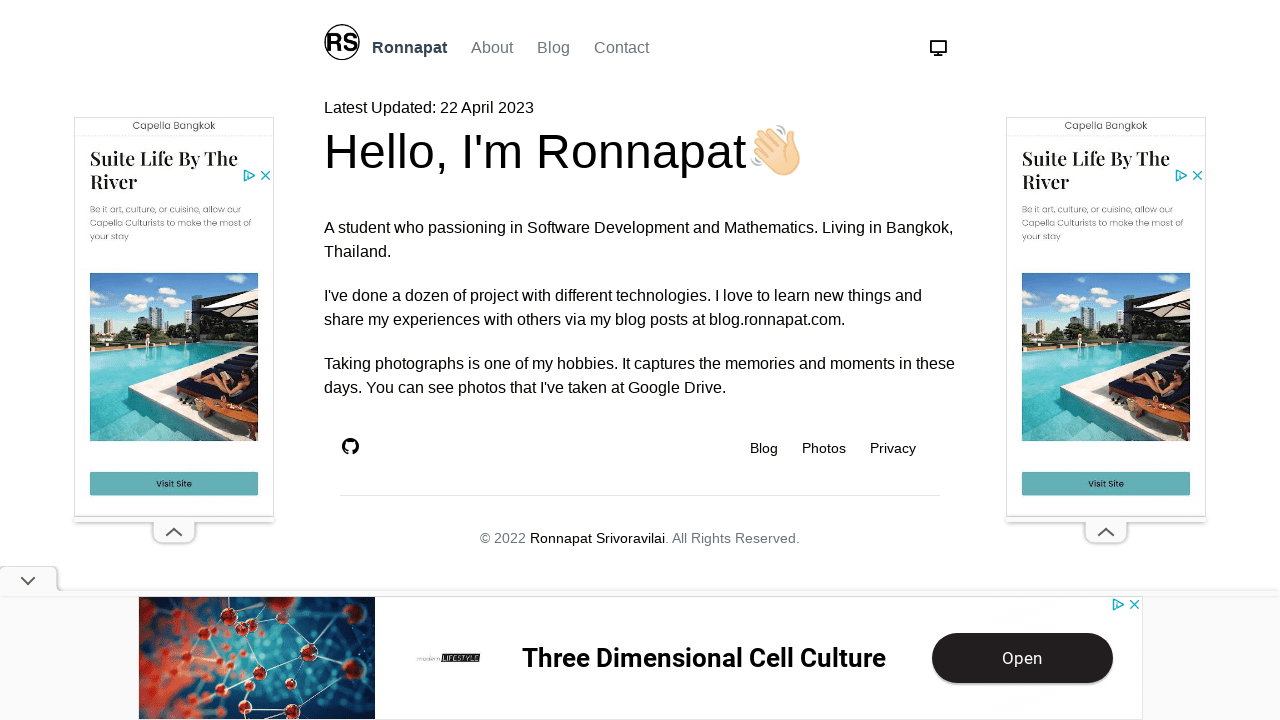 RS Ronnapat About Blog Contact
Latest Updated: 22 April 2023
Hello, I'm Ronnapat
A student who passioning in Software Development and Mathematics. Living in Bangkok,
Thailand.
I've done a dozen of project with different technologies. I love to learn new things and
share my experiences with others via my blog posts at blog.ronnapat.com.
Taking photographs is one of my hobbies. It captures the memories and moments in these
days. You can see photos that I've taken at Google Drive.
Blog Photos Privacy
© 2022 Ronnapat Srivoravilai. All Rights Reserved.
Capella Bangkok
Suite Life By The
River
Be it art, culture, or cuisine, allow our
Capella Culturists to make the most of
your stay
Visit Site
Capella Bangkok
Suite Life By The
River
Be it art, culture, or cuisine, allow our
Capella Culturists to make the most of
your stay
Visit Site
modern LIFESTYLE
Three Dimensional Cell Culture
Open